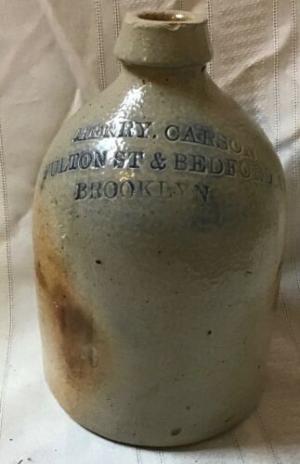 HENRY. CARSON
FULTON ST & BEDFORD
BROOKLYN